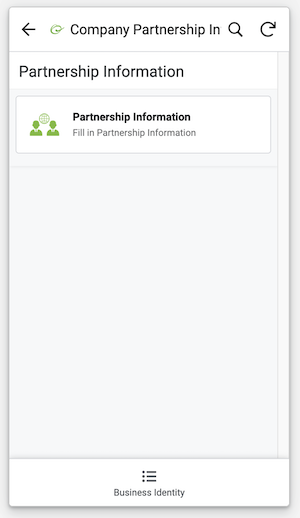 Company Partnership In
Partnership Information
Partnership Information
Fill in Partnership Information
Business Identity